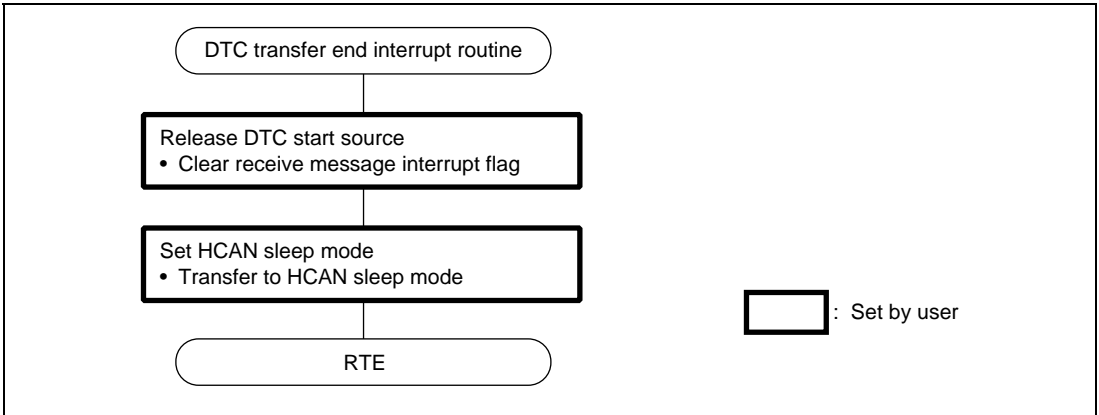 DTC transfer end interrupt routine
Release DTC start source
• Clear receive message interrupt flag
Set HCAN sleep mode
• Transfer to HCAN sleep mode
: Set by user
RTE